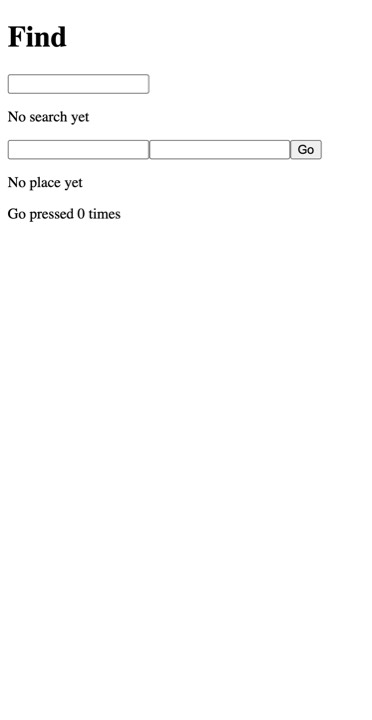 Find
No search yet
Go
No place yet
Go pressed 0 times